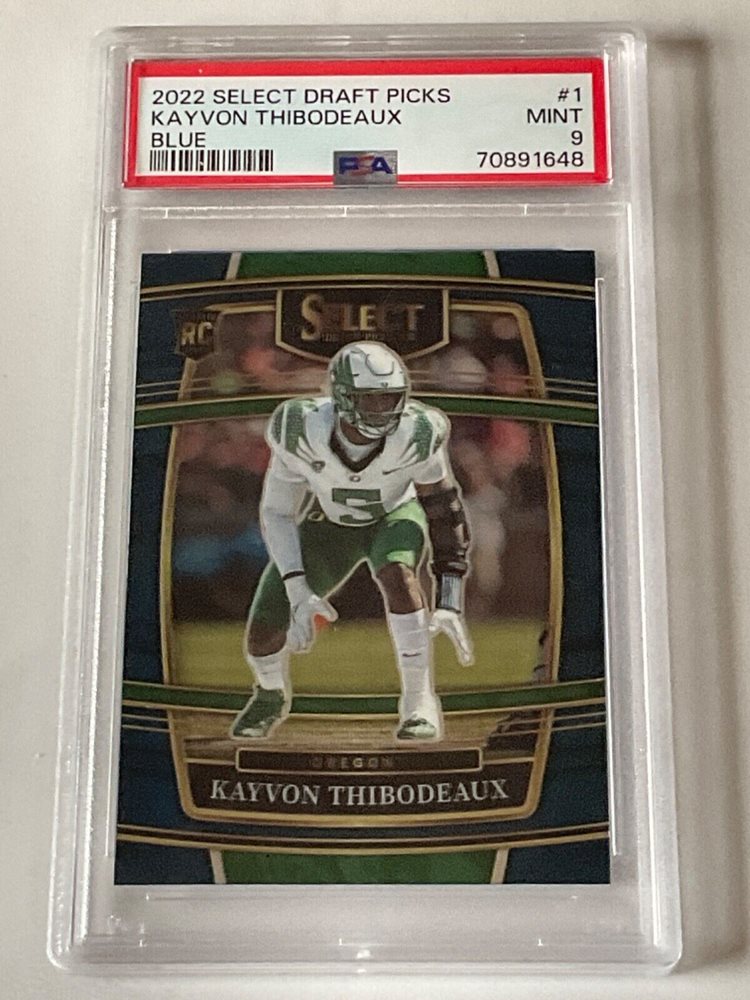 2022 SELECT DRAFT PICKS #1
KAYVON THIBODEAUX MINT
BLUE 9
PSA 70891648
RC
SELECT
5
OREGON
KAYVON THIBODEAUX